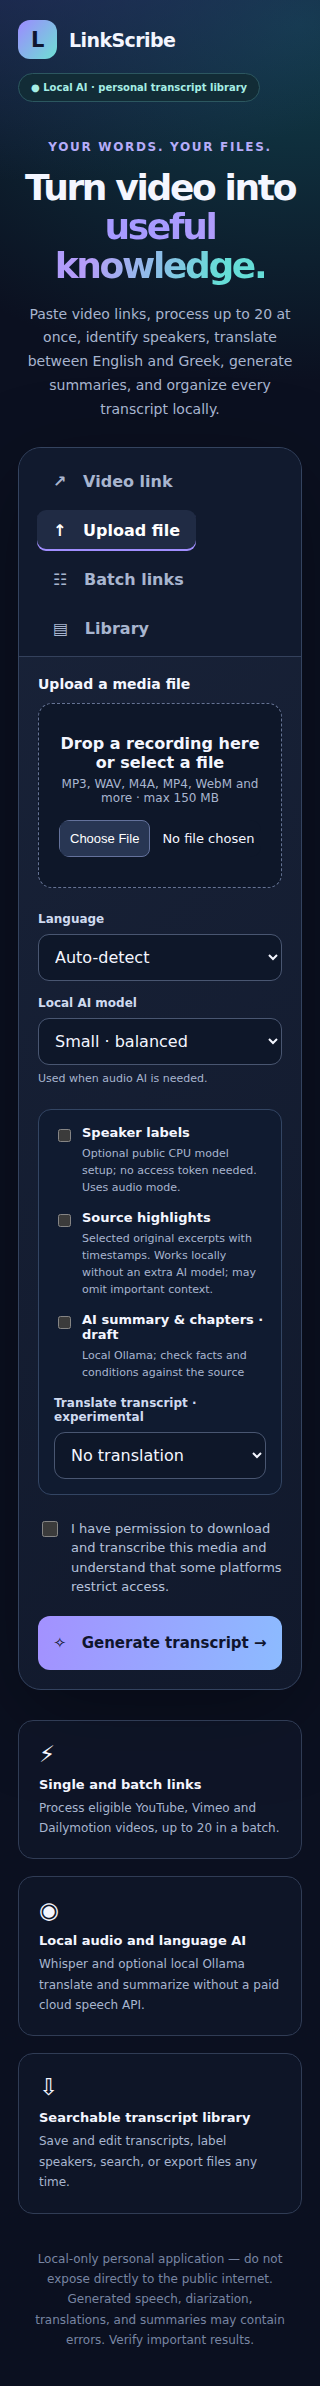 L LinkScribe
● Local AI · personal transcript library
YOUR WORDS. YOUR FILES.
Turn video into
useful
knowledge.
Paste video links, process up to 20 at
once, identify speakers, translate
between English and Greek, generate
summaries, and organize every
transcript locally.
↗ Video link
↑ Upload file
☷ Batch links
▤ Library
Upload a media file
Drop a recording here
or select a file
MP3, WAV, M4A, MP4, WebM and
more · max 150 MB
Choose File No file chosen
Language
Auto-detect
Local AI model
Small · balanced
Used when audio AI is needed.
Speaker labels
Optional public CPU model
setup; no access token needed.
Uses audio mode.
Source highlights
Selected original excerpts with
timestamps. Works locally
without an extra AI model; may
omit important context.
AI summary & chapters ·
draft
Local Ollama; check facts and
conditions against the source
Translate transcript ·
experimental
No translation
I have permission to download
and transcribe this media and
understand that some platforms
restrict access.
✧ Generate transcript →
⚡
Single and batch links
Process eligible YouTube, Vimeo and
Dailymotion videos, up to 20 in a batch.
◉
Local audio and language AI
Whisper and optional local Ollama
translate and summarize without a paid
cloud speech API.
⇩
Searchable transcript library
Save and edit transcripts, label
speakers, search, or export files any
time.
Local-only personal application — do not
expose directly to the public internet.
Generated speech, diarization,
translations, and summaries may contain
errors. Verify important results.